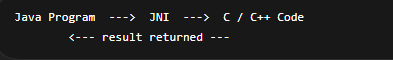 Java Program  --->  JNI  --->  C / C++ Code
<--- result returned ---